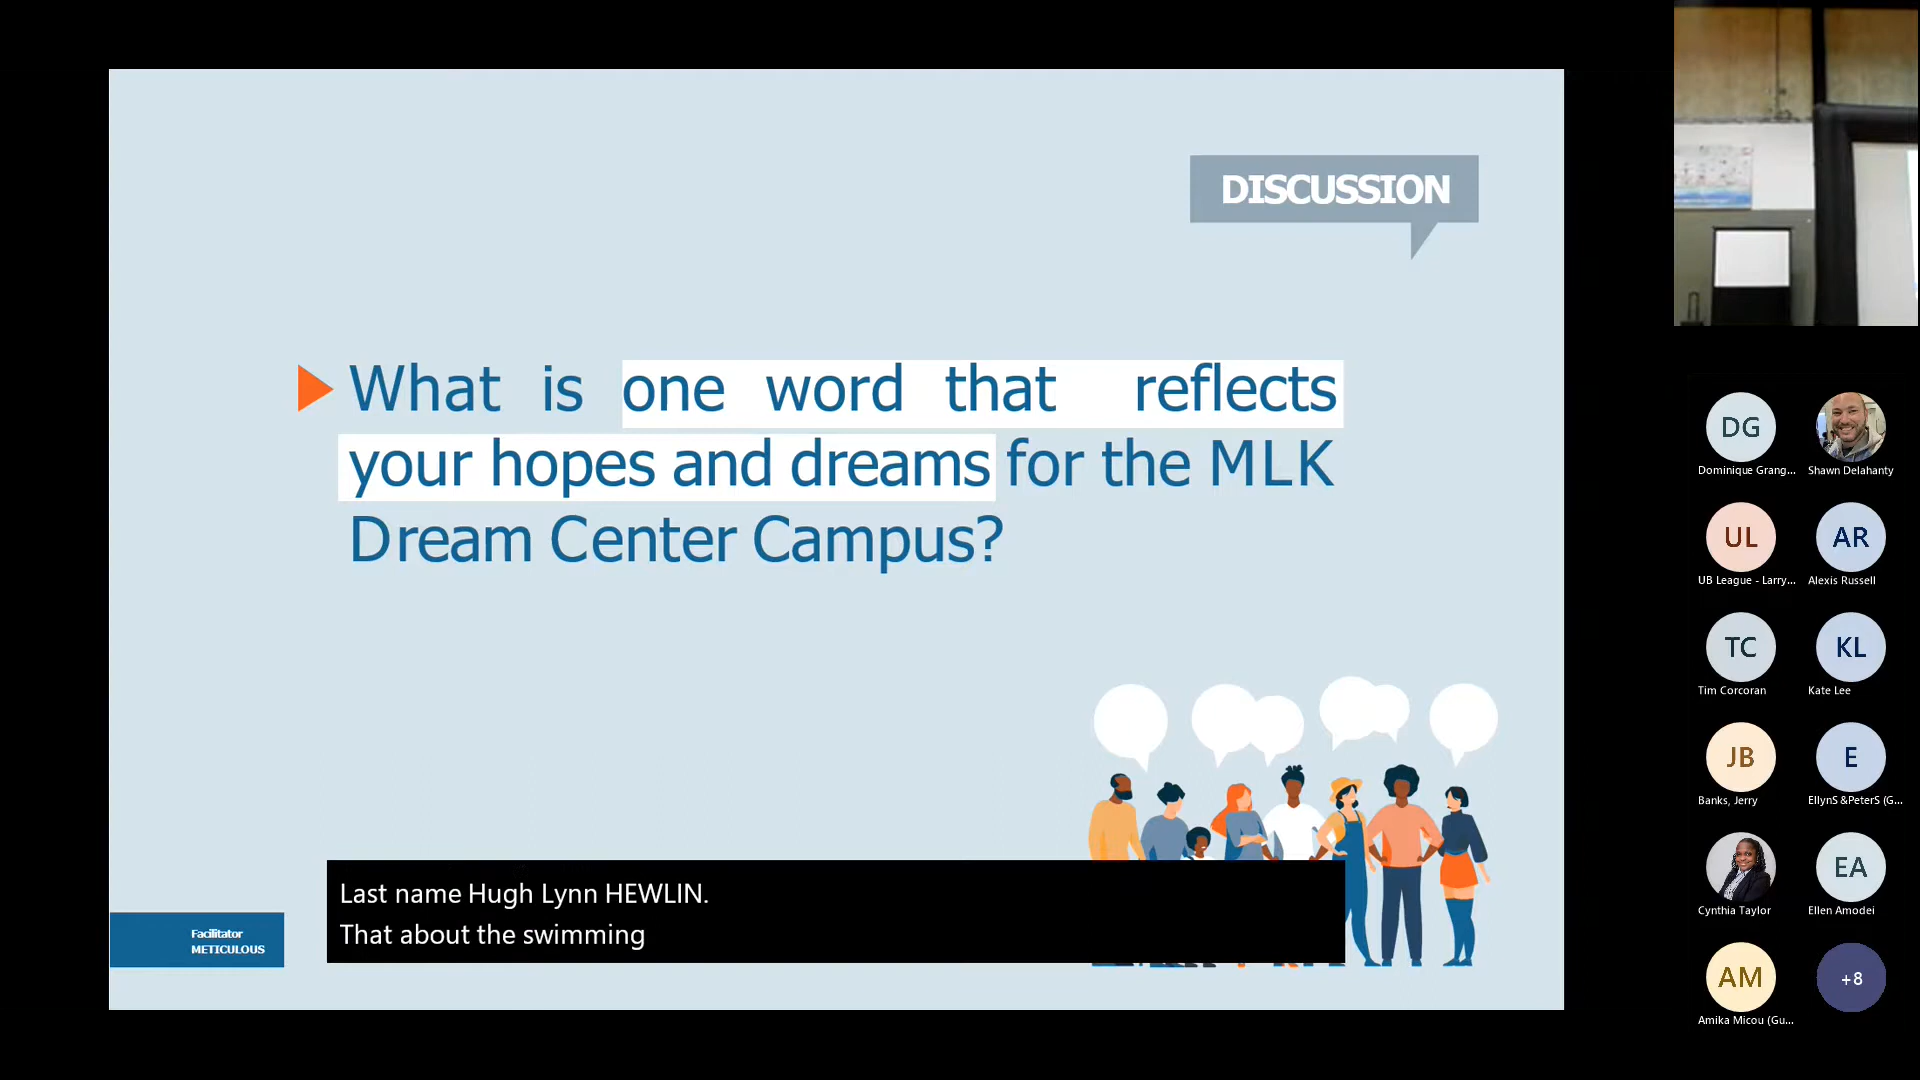 DISCUSSION
What is one word that reflects
your hopes and dreams for the MLK
Dream Center Campus?
Last name Hugh Lynn HEWLIN.
That about the swimming
Facilitator
METICULOUS
DG
Dominique Grang...
Shawn Delahanty
UL
UB League - Larry...
AR
Alexis Russell
TC
Tim Corcoran
KL
Kate Lee
JB
Banks, Jerry
E
EllynS &PeterS (G...
Cynthia Taylor
EA
Ellen Amodei
AM
Amika Micou (Gu...
+8